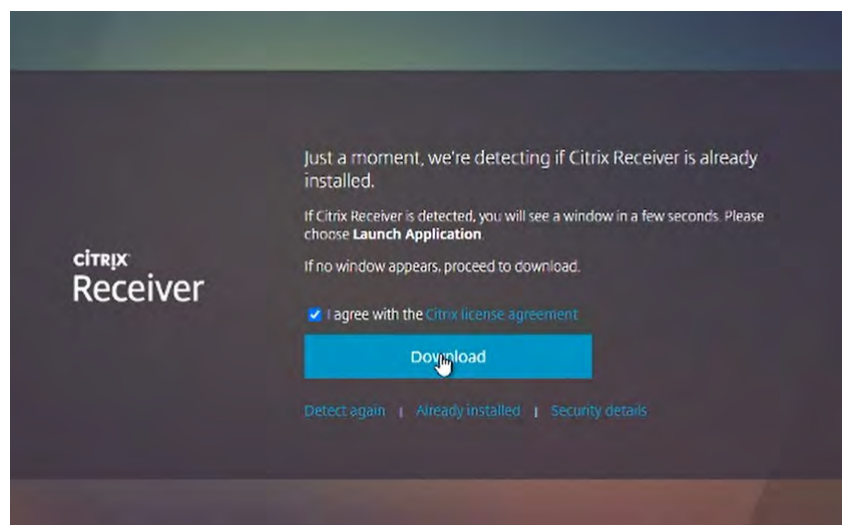 Just a moment, we're detecting if Citrix Receiver is already
installed.
If Citrix Receiver is detected, you will see a window in a few seconds. Please
choose Launch Application.
If no window appears, proceed to download.
CİTRIX
Receiver
I agree with the Citrix license agreement
Download
Detect again | Already installed | Security details